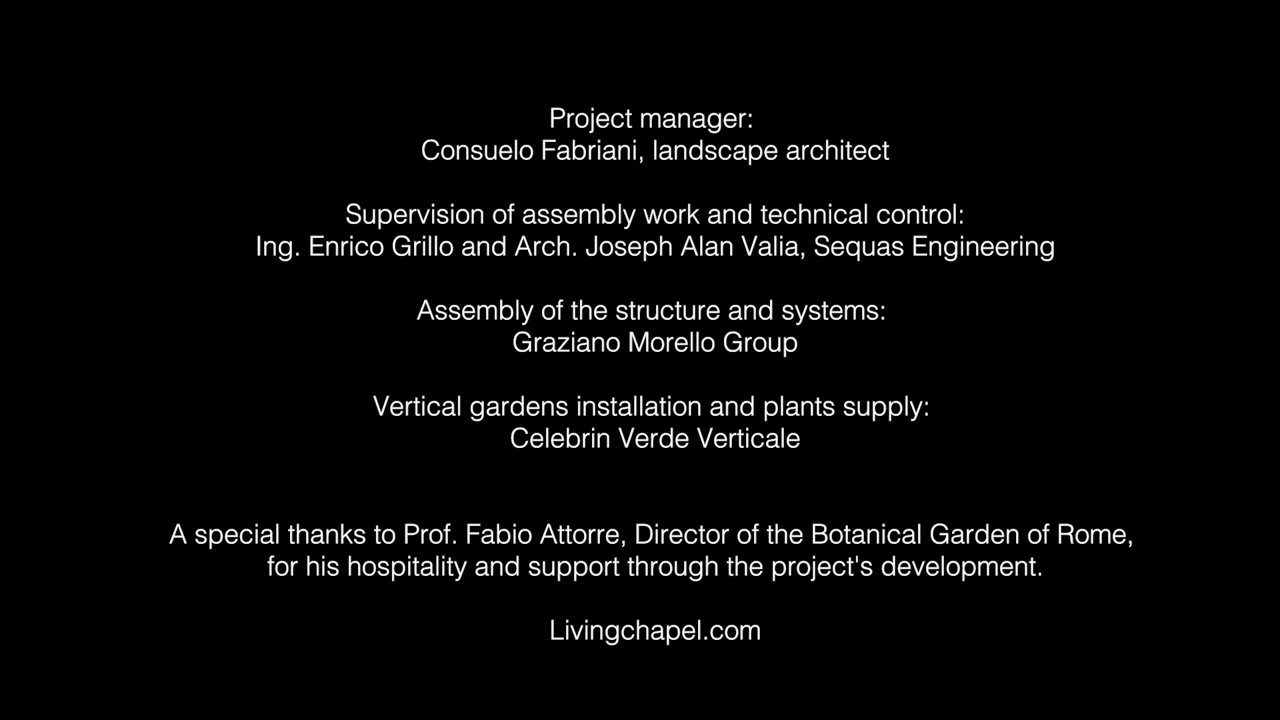 Project manager:
Consuelo Fabriani, landscape architect
Supervision of assembly work and technical control:
Ing. Enrico Grillo and Arch. Joseph Alan Valia, Sequas Engineering
Assembly of the structure and systems:
Graziano Morello Group
Vertical gardens installation and plants supply:
Celebrin Verde Verticale
A special thanks to Prof. Fabio Attorre, Director of the Botanical Garden of Rome,
for his hospitality and support through the project's development.
Livingchapel.com